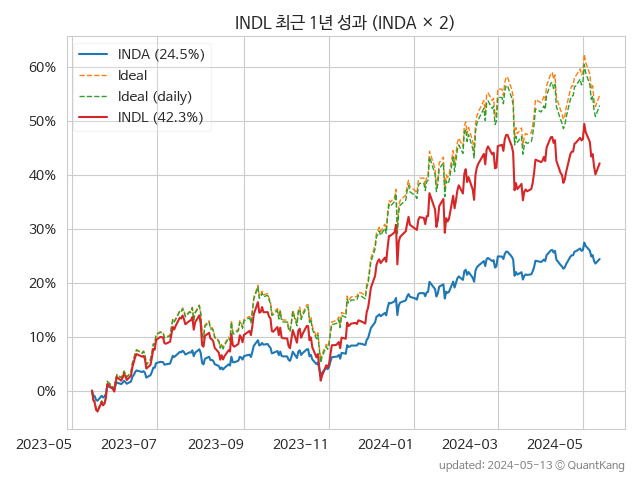 INDL 최근 1년 성과 (INDA × 2)
INDA (24.5%)
Ideal
Ideal (daily)
INDL (42.3%)
60%
50%
40%
30%
20%
10%
0%
2023-05
2023-07
2023-09
2023-11
2024-01
2024-03
2024-05
updated: 2024-05-13 ⓒ QuantKang